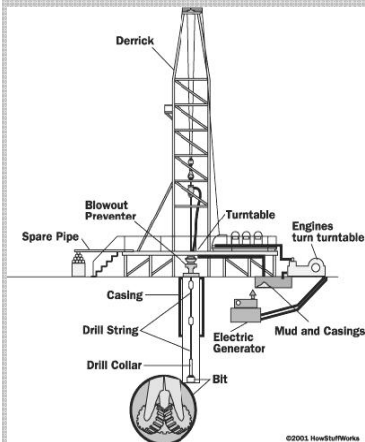 Derrick
Blowout
Preventer
Turntable
Engines
turn turntable
Spare Pipe
Casing
Mud and Casings
Drill String
Electric
Generator
Drill Collar
Bit
©2001 HowStuffWorks